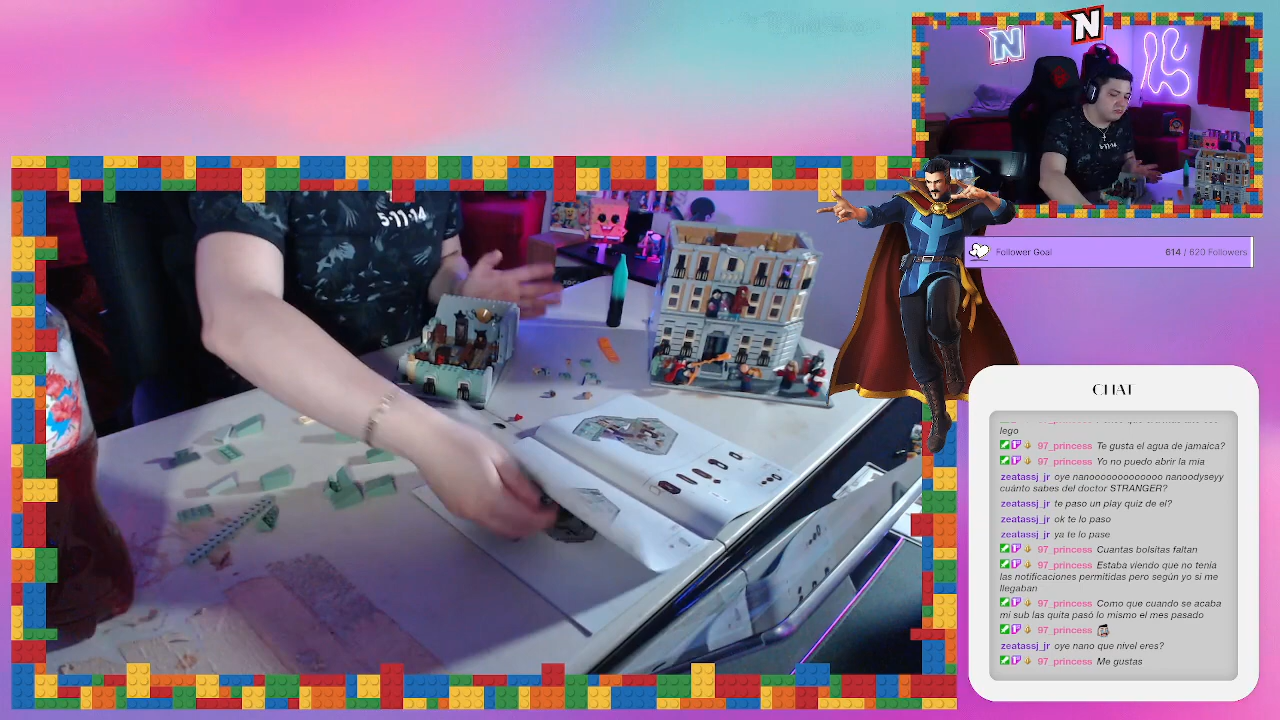 N
N
5:11:14
5:11:14
Follower Goal
614 / 620 Followers
CHAT
lego
97_princess Te gusta el agua de jamaica?
97_princess Yo no puedo abrir la mia
zeatassj_jr oye nanooooooooooooo nanoodyseyy
cuánto sabes del doctor STRANGER?
zeatassj_jr te paso un play quiz de el?
zeatassj_jr ok te lo paso
zeatassj_jr ya te lo pase
97_princess Cuantas bolsitas faltan
97_princess Estaba viendo que no tenia
las notificaciones permitidas pero según yo si me
llegaban
97_princess Como que cuando se acaba
mi sub las quita pasó lo mismo el mes pasado
97_princess
zeatassj_jr oye nano que nivel eres?
97_princess Me gustas